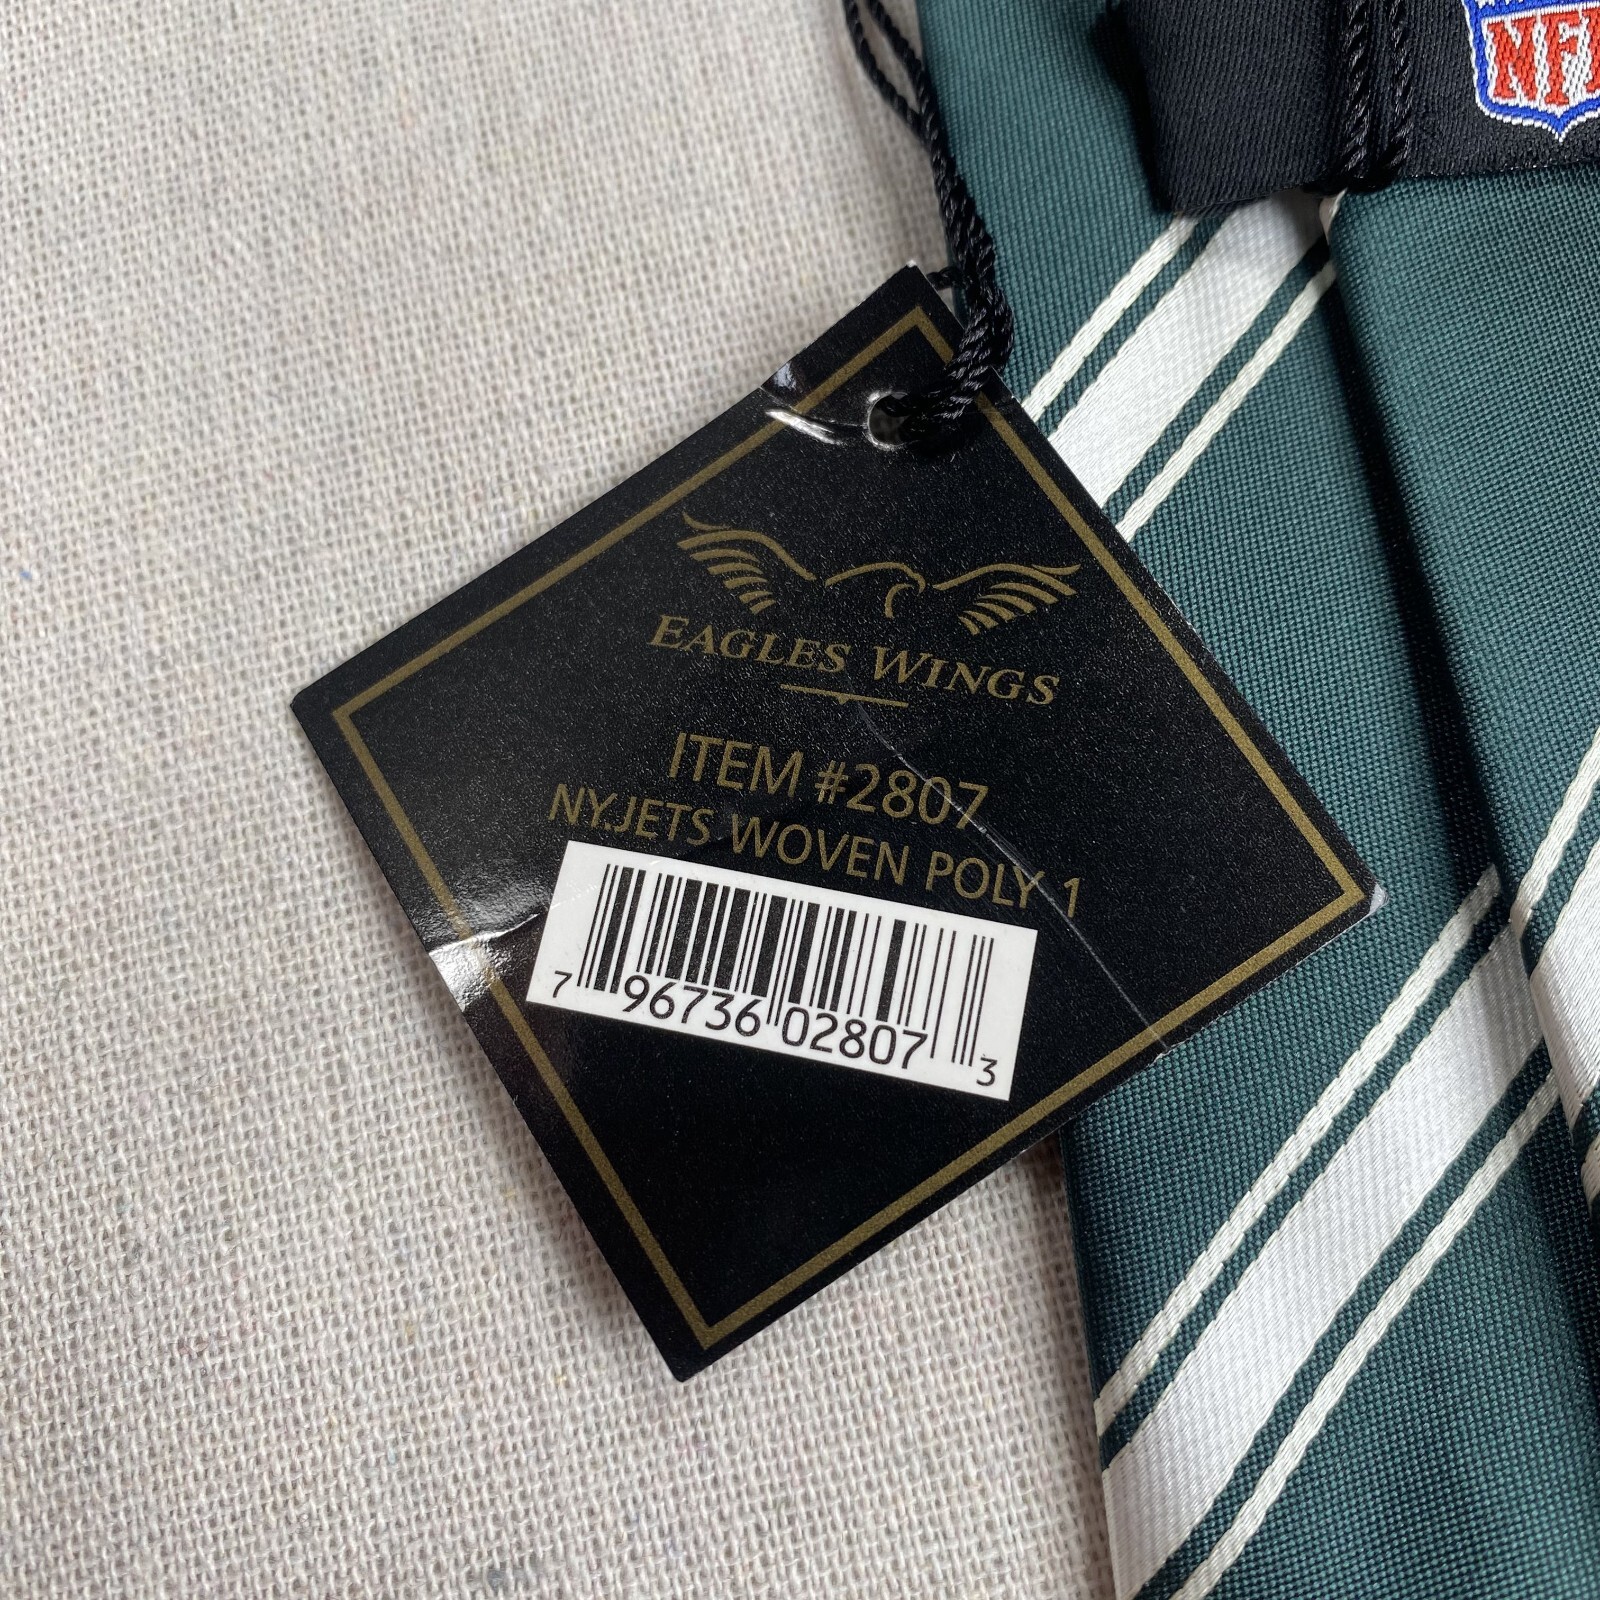 NFL
EAGLES WINGS
ITEM #2807
NY.JETS WOVEN POLY 1
7 96736 02807 3